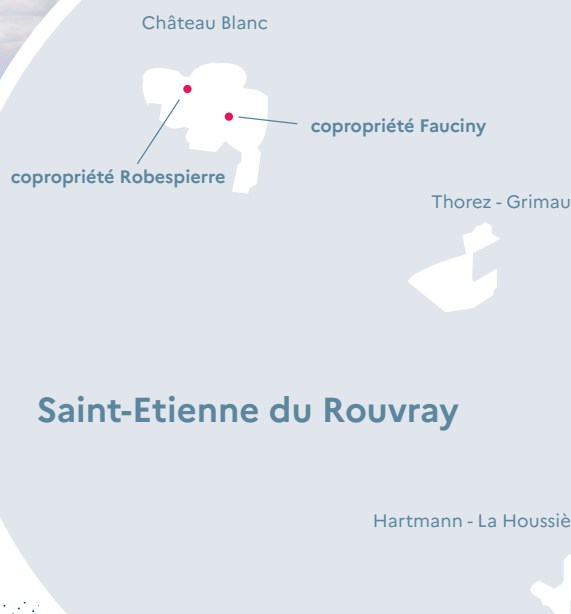 Château Blanc
copropriété Fauciny
copropriété Robespierre
Thorez - Grimau
Saint-Etienne du Rouvray
Hartmann - La Houssiè